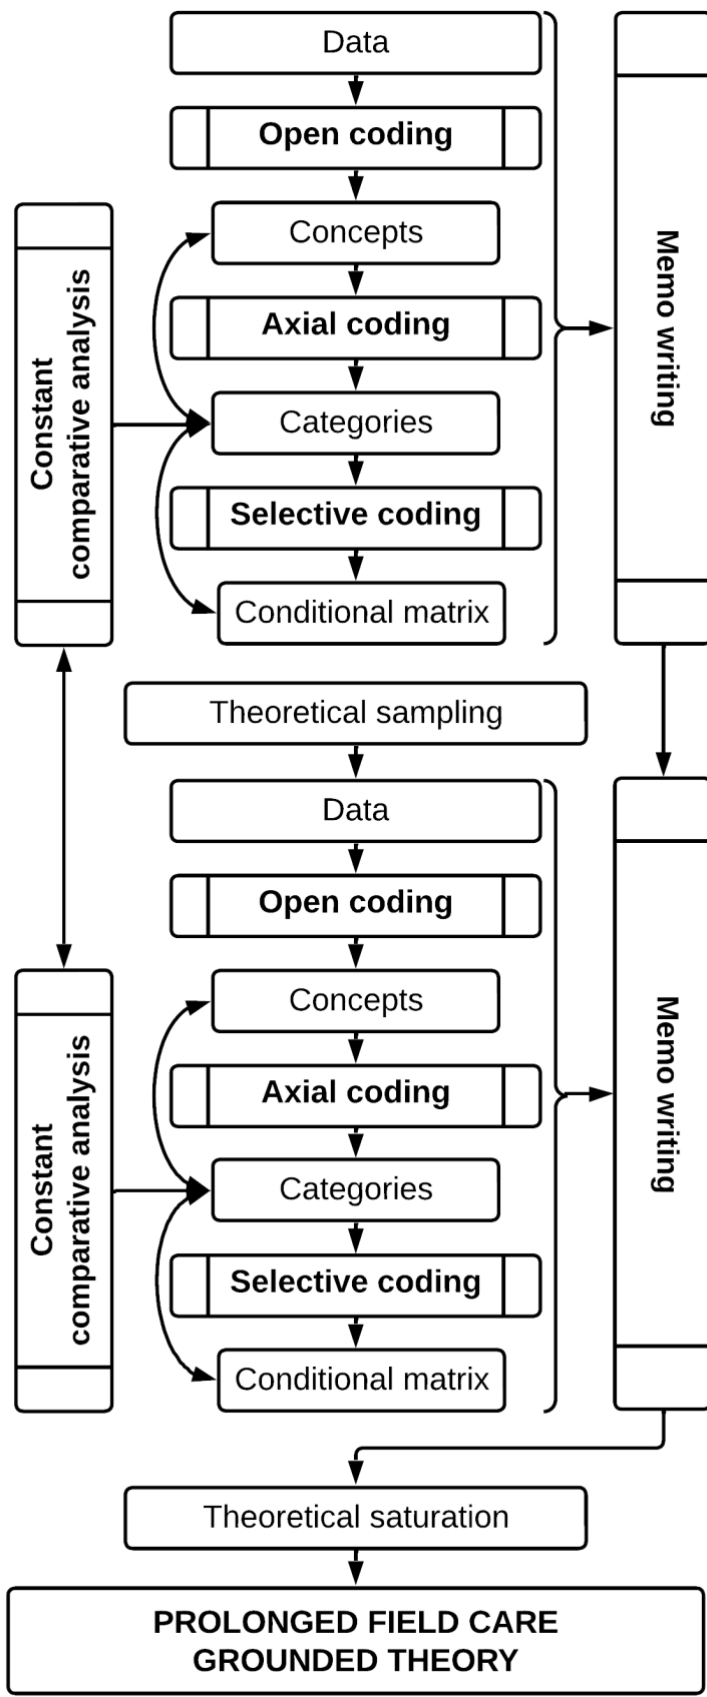 Data
Open coding
Concepts
Axial coding
Categories
Selective coding
Conditional matrix
Constant
comparative analysis
Memo writing
Theoretical sampling
Data
Open coding
Concepts
Axial coding
Categories
Selective coding
Conditional matrix
Constant
comparative analysis
Memo writing
Theoretical saturation
PROLONGED FIELD CARE
GROUNDED THEORY